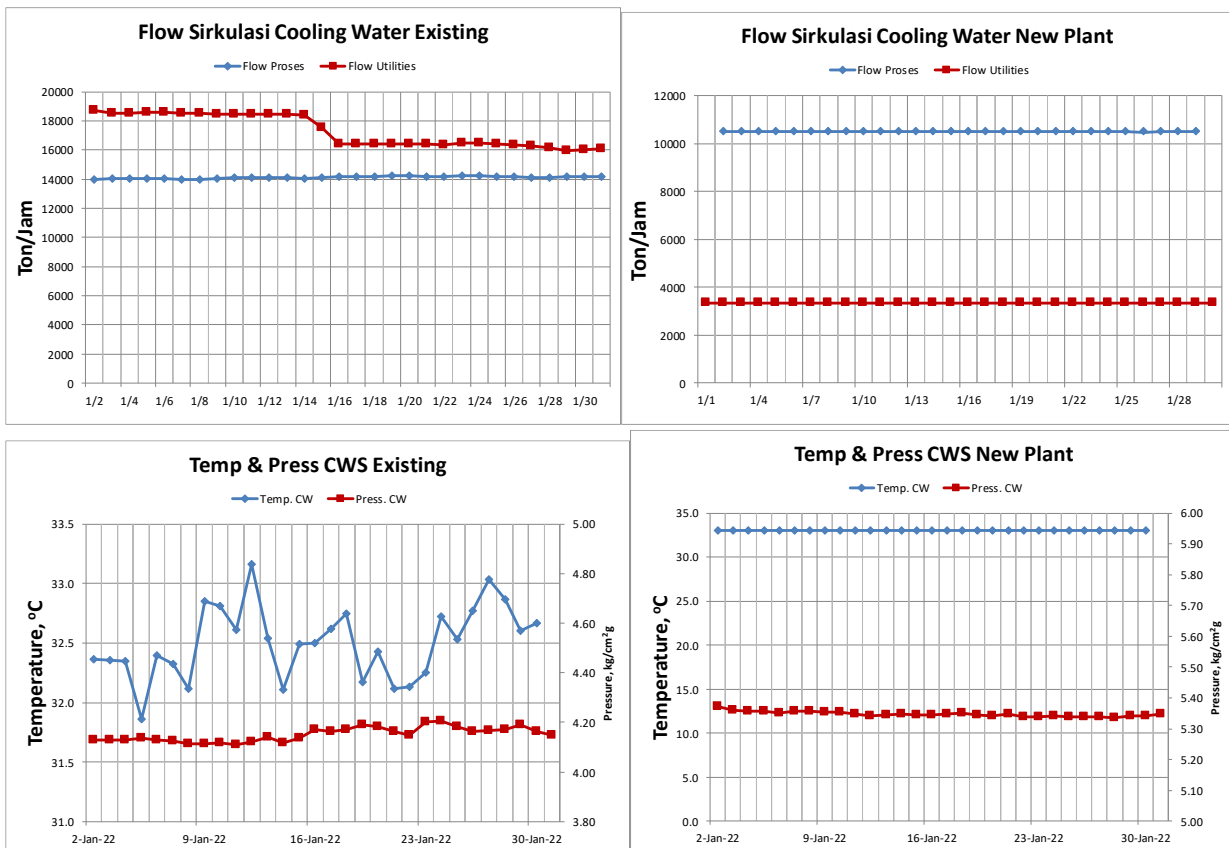 Flow Sirkulasi Cooling Water Existing
Flow Proses Flow Utilities
Ton/Jam
20000
18000
16000
14000
12000
10000
8000
6000
4000
2000
0
1/2 1/4 1/6 1/8 1/10 1/12 1/14 1/16 1/18 1/20 1/22 1/24 1/26 1/28 1/30
Flow Sirkulasi Cooling Water New Plant
Flow Proses Flow Utilities
Ton/Jam
12000
10000
8000
6000
4000
2000
0
1/1 1/4 1/7 1/10 1/13 1/16 1/19 1/22 1/25 1/28
Temp & Press CWS Existing
Temp. CW Press. CW
Temperature, ºC
33.5
33.0
32.5
32.0
31.5
31.0
5.00
4.80
4.60
4.40
4.20
4.00
3.80
Pressure, kg/cm²g
2-Jan-22 9-Jan-22 16-Jan-22 23-Jan-22 30-Jan-22
Temp & Press CWS New Plant
Temp. CW Press. CW
Temperature, ºC
35.0
30.0
25.0
20.0
15.0
10.0
5.0
0.0
6.00
5.90
5.80
5.70
5.60
5.50
5.40
5.30
5.20
5.10
5.00
Pressure, kg/cm²g
2-Jan-22 9-Jan-22 16-Jan-22 23-Jan-22 30-Jan-22